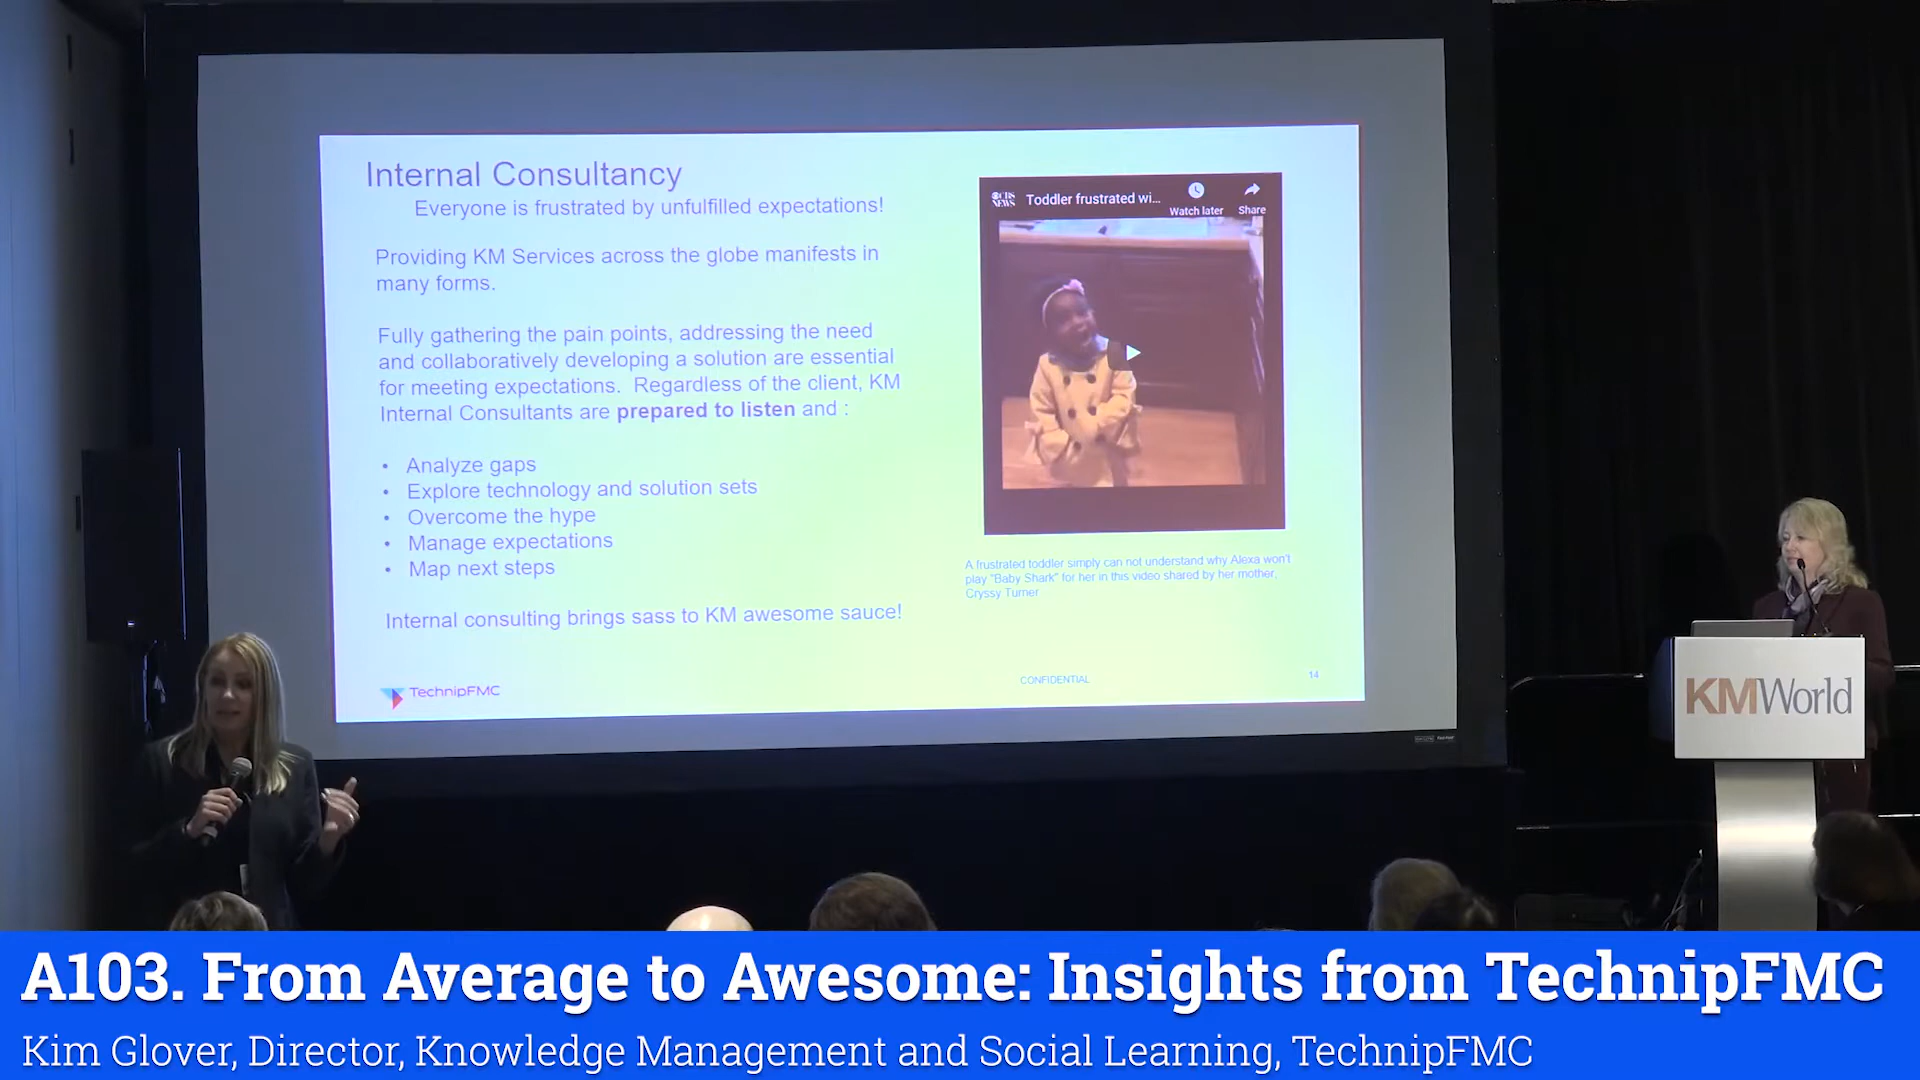 Internal Consultancy
Everyone is frustrated by unfulfilled expectations!
Providing KM Services across the globe manifests in
many forms.
Fully gathering the pain points, addressing the need
and collaboratively developing a solution are essential
for meeting expectations. Regardless of the client, KM
Internal Consultants are prepared to listen and :
• Analyze gaps
• Explore technology and solution sets
• Overcome the hype
• Manage expectations
• Map next steps
Internal consulting brings sass to KM awesome sauce!
CBS
NEWS
Toddler frustrated wi...
Watch later
Share
A frustrated toddler simply can not understand why Alexa won't
play "Baby Shark" for her in this video shared by her mother,
Cryssy Turner
TechnipFMC
CONFIDENTIAL
14
KMWorld
A103. From Average to Awesome: Insights from TechnipFMC
Kim Glover, Director, Knowledge Management and Social Learning, TechnipFMC